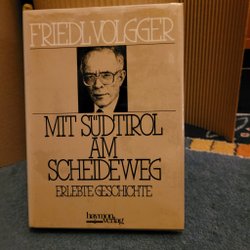 FRIEDL VOLGGER
MIT SÜDTIROL
AM
SCHEIDEWEG
ERLEBTE GESCHICHTE
haymon
verlag